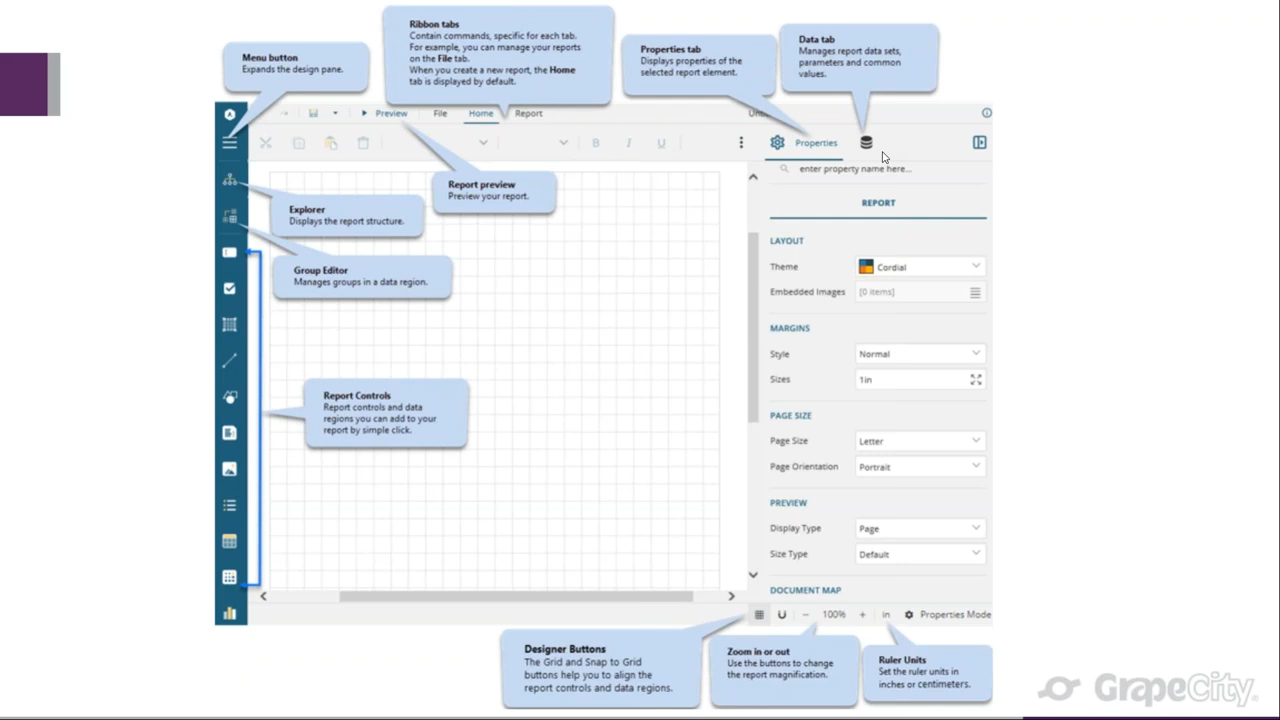 Ribbon tabs
Contain commands, specific for each tab.
For example, you can manage your reports
on the File tab.
When you create a new report, the Home
tab is displayed by default.
Menu button
Expands the design pane.
Properties tab
Displays properties of the
selected report element.
Data tab
Manages report data sets,
parameters and common
values.
Preview
File
Home
Report
B
I
U
Properties
enter property name here...
Report preview
Preview your report.
Explorer
Displays the report structure.
Group Editor
Manages groups in a data region.
Report Controls
Report controls and data
regions you can add to your
report by simple click.
REPORT
LAYOUT
Theme
Cordial
Embedded Images
[0 items]
MARGINS
Style
Normal
Sizes
1in
PAGE SIZE
Page Size
Letter
Page Orientation
Portrait
PREVIEW
Display Type
Page
Size Type
Default
DOCUMENT MAP
100%
in
Properties Mode
Designer Buttons
The Grid and Snap to Grid
buttons help you to align the
report controls and data regions.
Zoom in or out
Use the buttons to change
the report magnification.
Ruler Units
Set the ruler units in
inches or centimeters.
GrapeCity